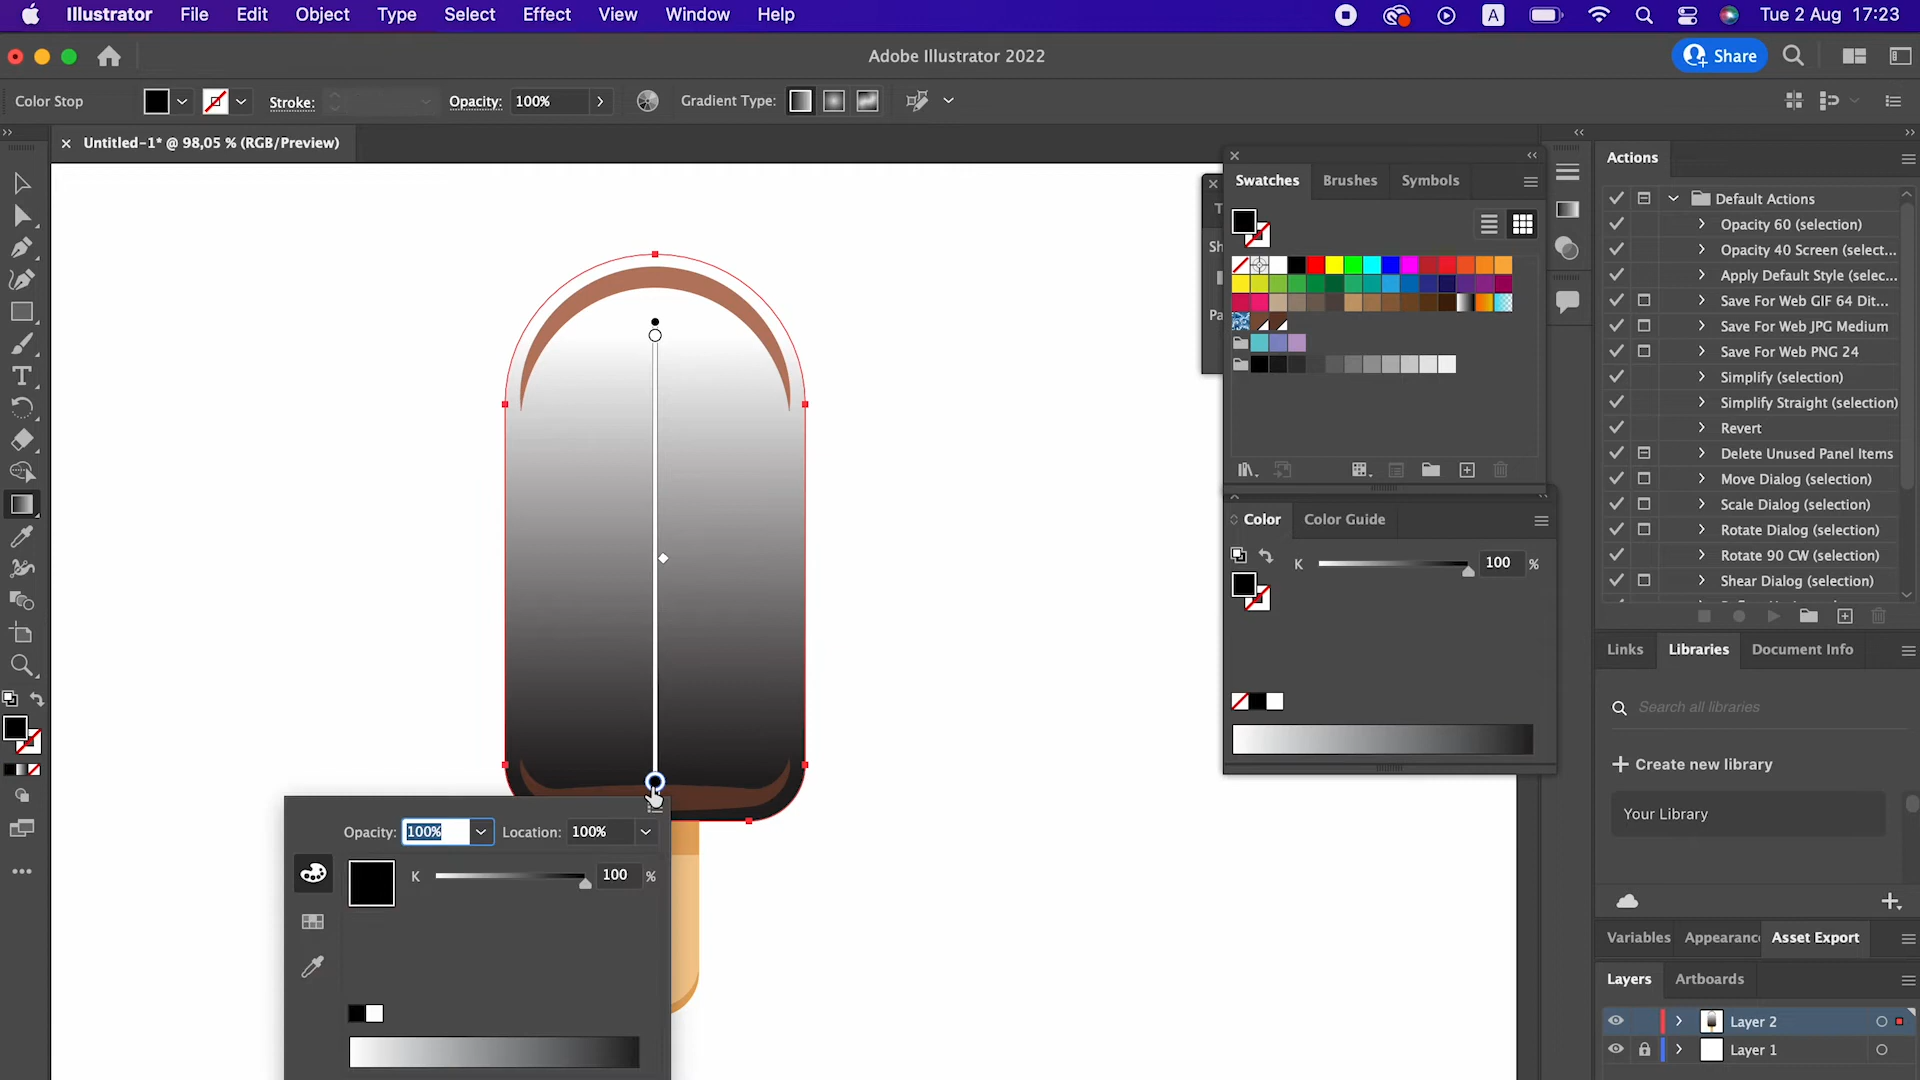 Illustrator File Edit Object Type Select Effect View Window Help A Tue 2 Aug 17:23
Adobe Illustrator 2022 Share
Color Stop Stroke: Opacity: 100% Gradient Type:
Untitled-1* @ 98,05 % (RGB/Preview)
Swatches Brushes Symbols
Color Color Guide
K 100 %
Actions
Default Actions
Opacity 60 (selection)
Opacity 40 Screen (select...
Apply Default Style (selec...
Save For Web GIF 64 Dit...
Save For Web JPG Medium
Save For Web PNG 24
Simplify (selection)
Simplify Straight (selection)
Revert
Delete Unused Panel Items
Move Dialog (selection)
Scale Dialog (selection)
Rotate Dialog (selection)
Rotate 90 CW (selection)
Shear Dialog (selection)
Links Libraries Document Info
Search all libraries
Create new library
Your Library
Variables Appearanc Asset Export
Layers Artboards
Layer 2
Layer 1
Opacity: 100% Location: 100%
K 100 %